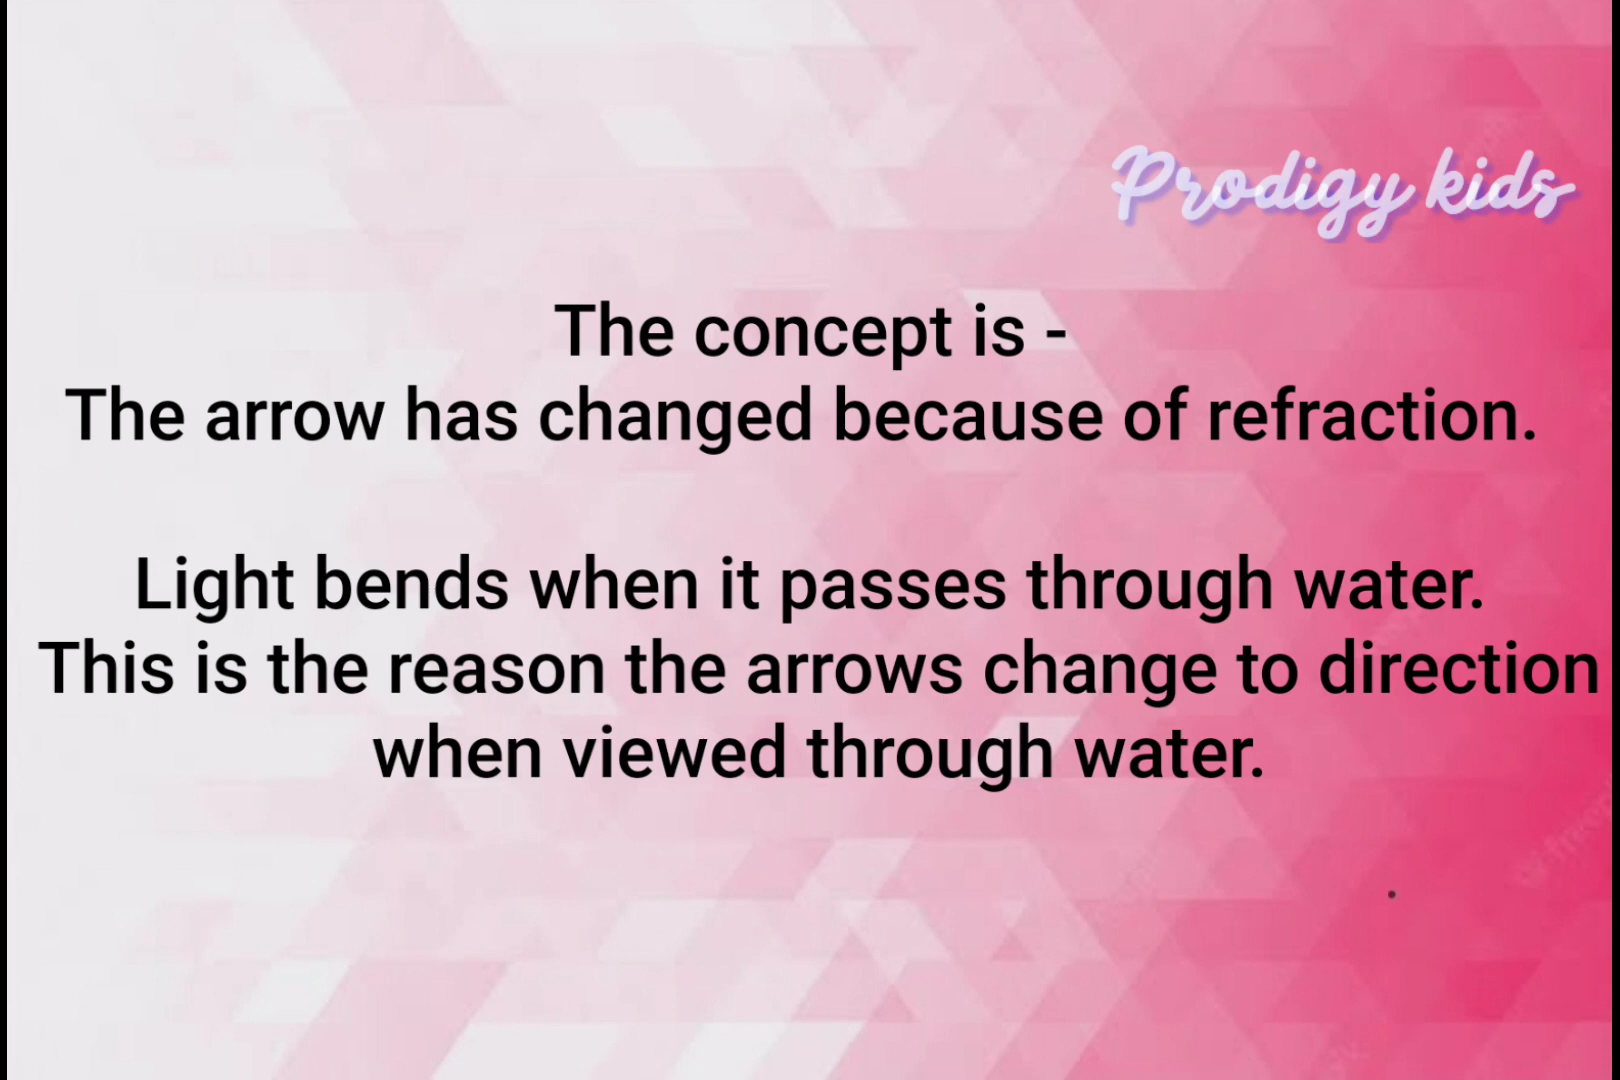 Prodigy kids
The concept is -
The arrow has changed because of refraction.
Light bends when it passes through water.
This is the reason the arrows change to direction
when viewed through water.